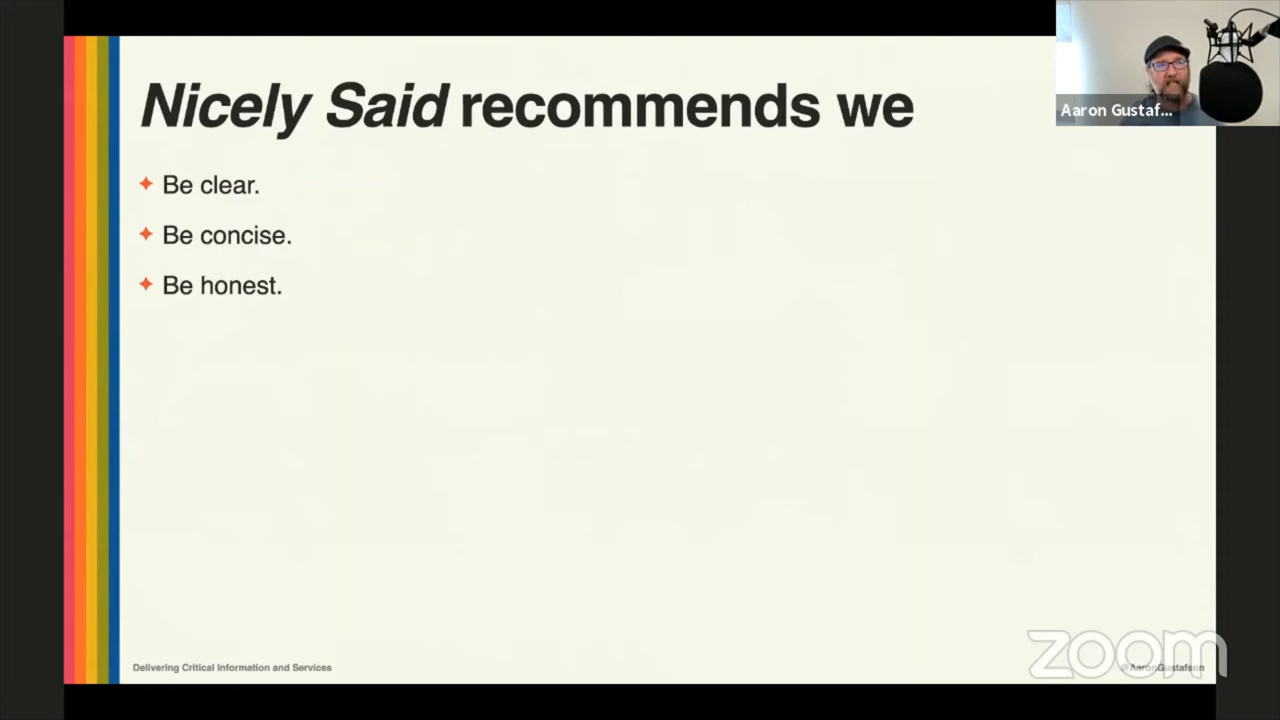 Nicely Said recommends we
Aaron Gustaf...
Be clear.
Be concise.
Be honest.
Delivering Critical Information and Services
@AaronGustafson
zoom